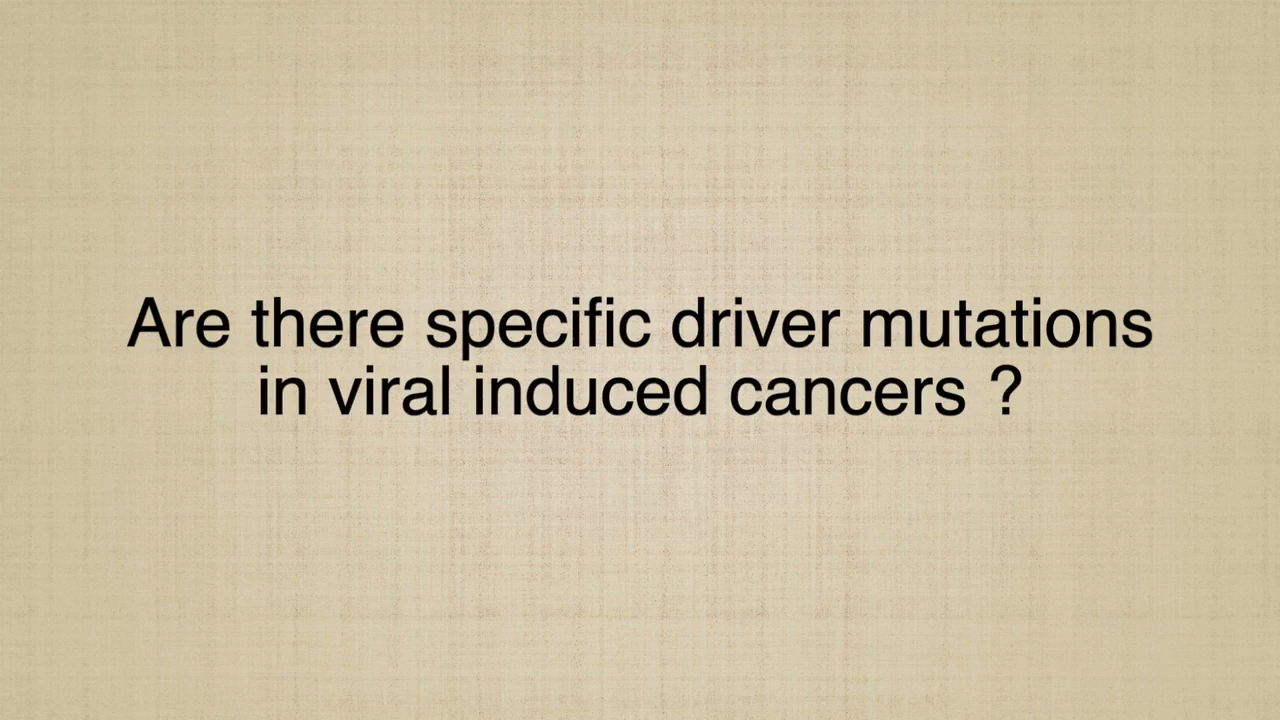 Are there specific driver mutations
in viral induced cancers ?